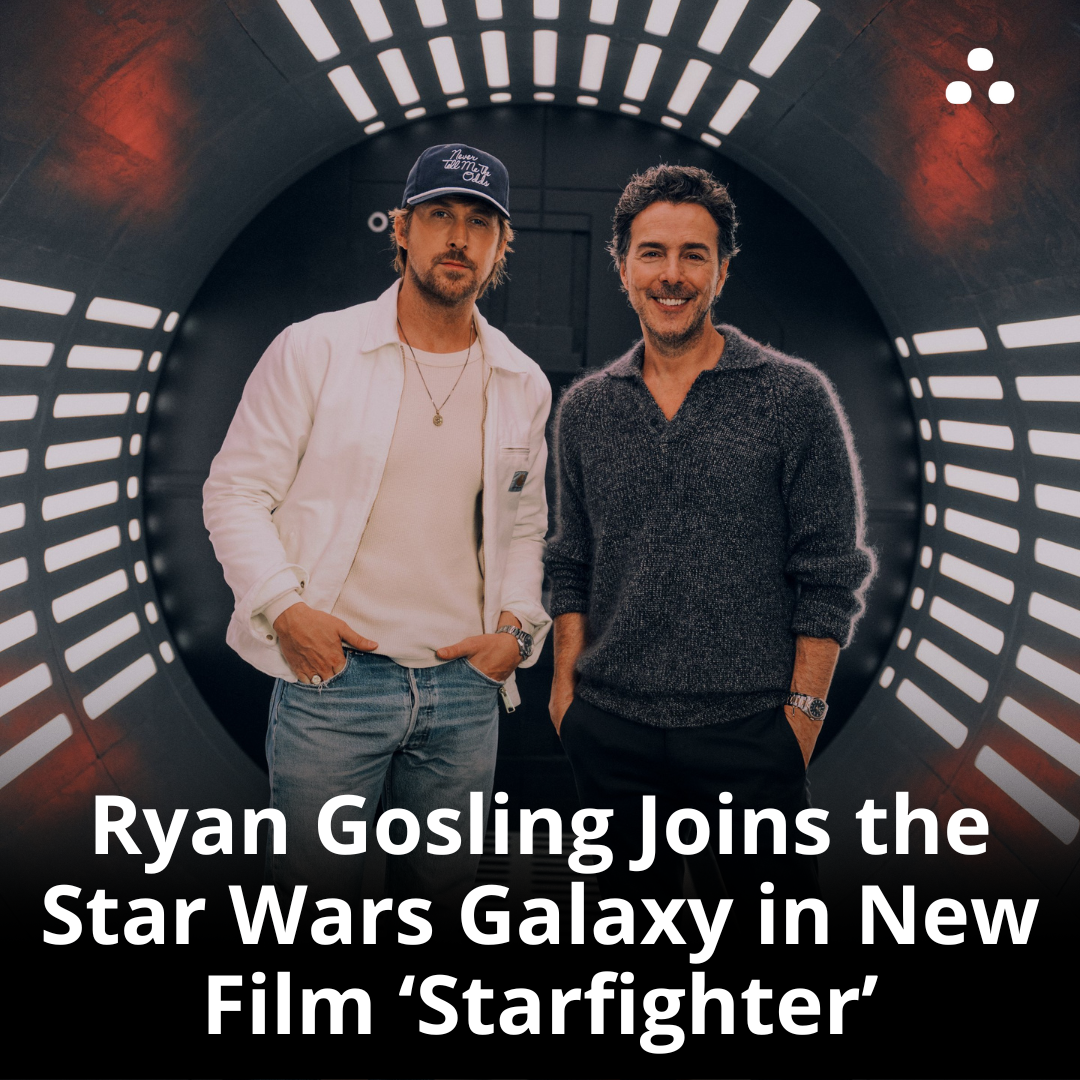 Never
Tell Me The
Odds
Ryan Gosling Joins the
Star Wars Galaxy in New
Film ‘Starfighter’